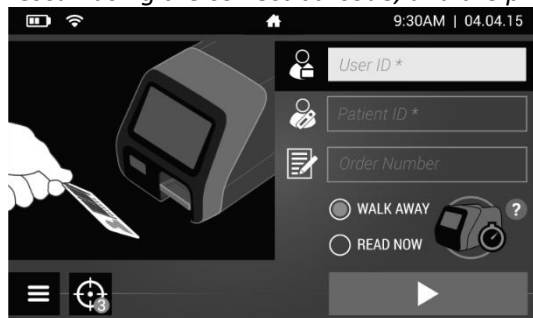 9:30AM | 04.04.15
User ID *
Patient ID *
Order Number
WALK AWAY
?
READ NOW
3